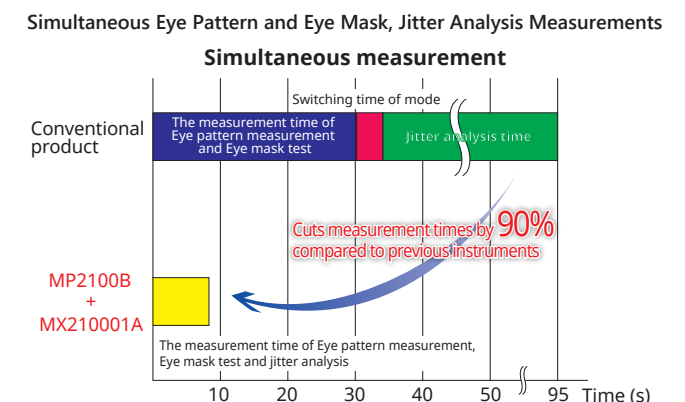 Simultaneous Eye Pattern and Eye Mask, Jitter Analysis Measurements
Simultaneous measurement
Switching time of mode
Conventional
product
The measurement time of
Eye pattern measurement
and Eye mask test
Jitter analysis time
Cuts measurement times by 90%
compared to previous instruments
MP2100B
+
MX210001A
The measurement time of Eye pattern measurement,
Eye mask test and jitter analysis
10 20 30 40 50 95 Time (s)